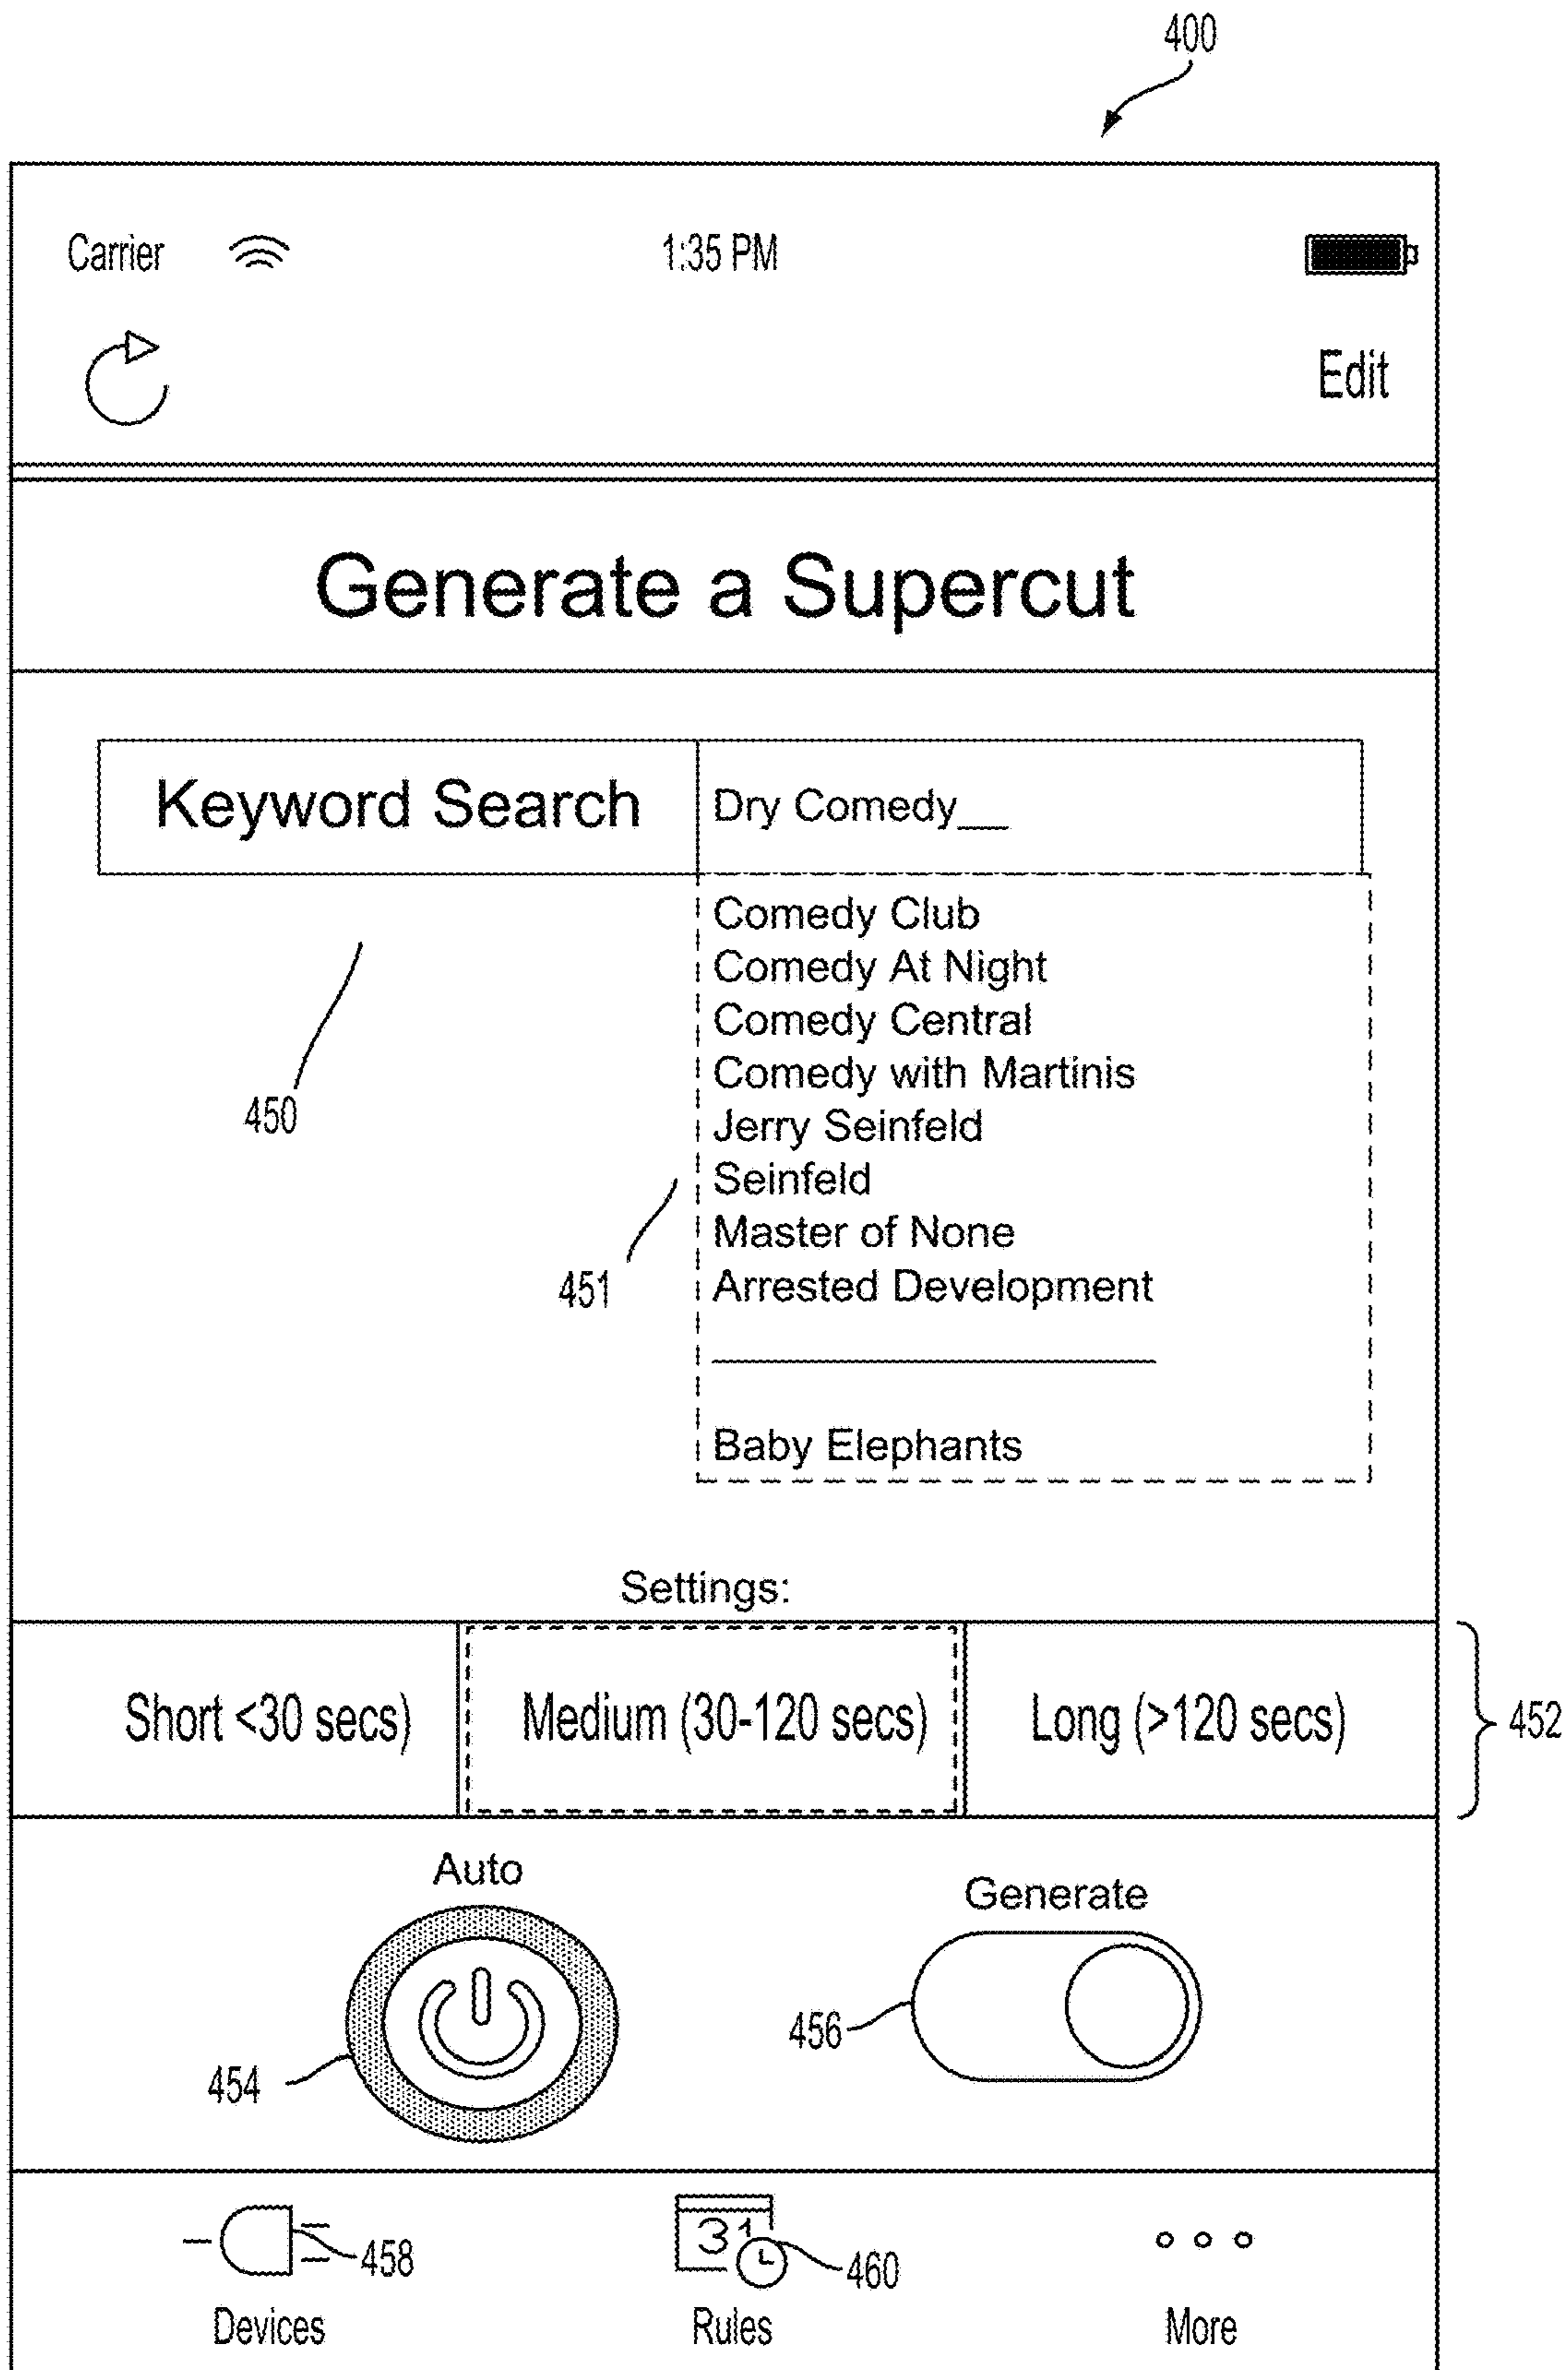 400
Carrier 1:35 PM
Edit
Generate a Supercut
Keyword Search Dry Comedy__
Comedy Club
Comedy At Night
Comedy Central
Comedy with Martinis
Jerry Seinfeld
Seinfeld
Master of None
Arrested Development
Baby Elephants
450
451
Settings:
Short <30 secs) Medium (30-120 secs) Long (>120 secs) 452
Auto Generate
454 456
31
458 460
Devices Rules More